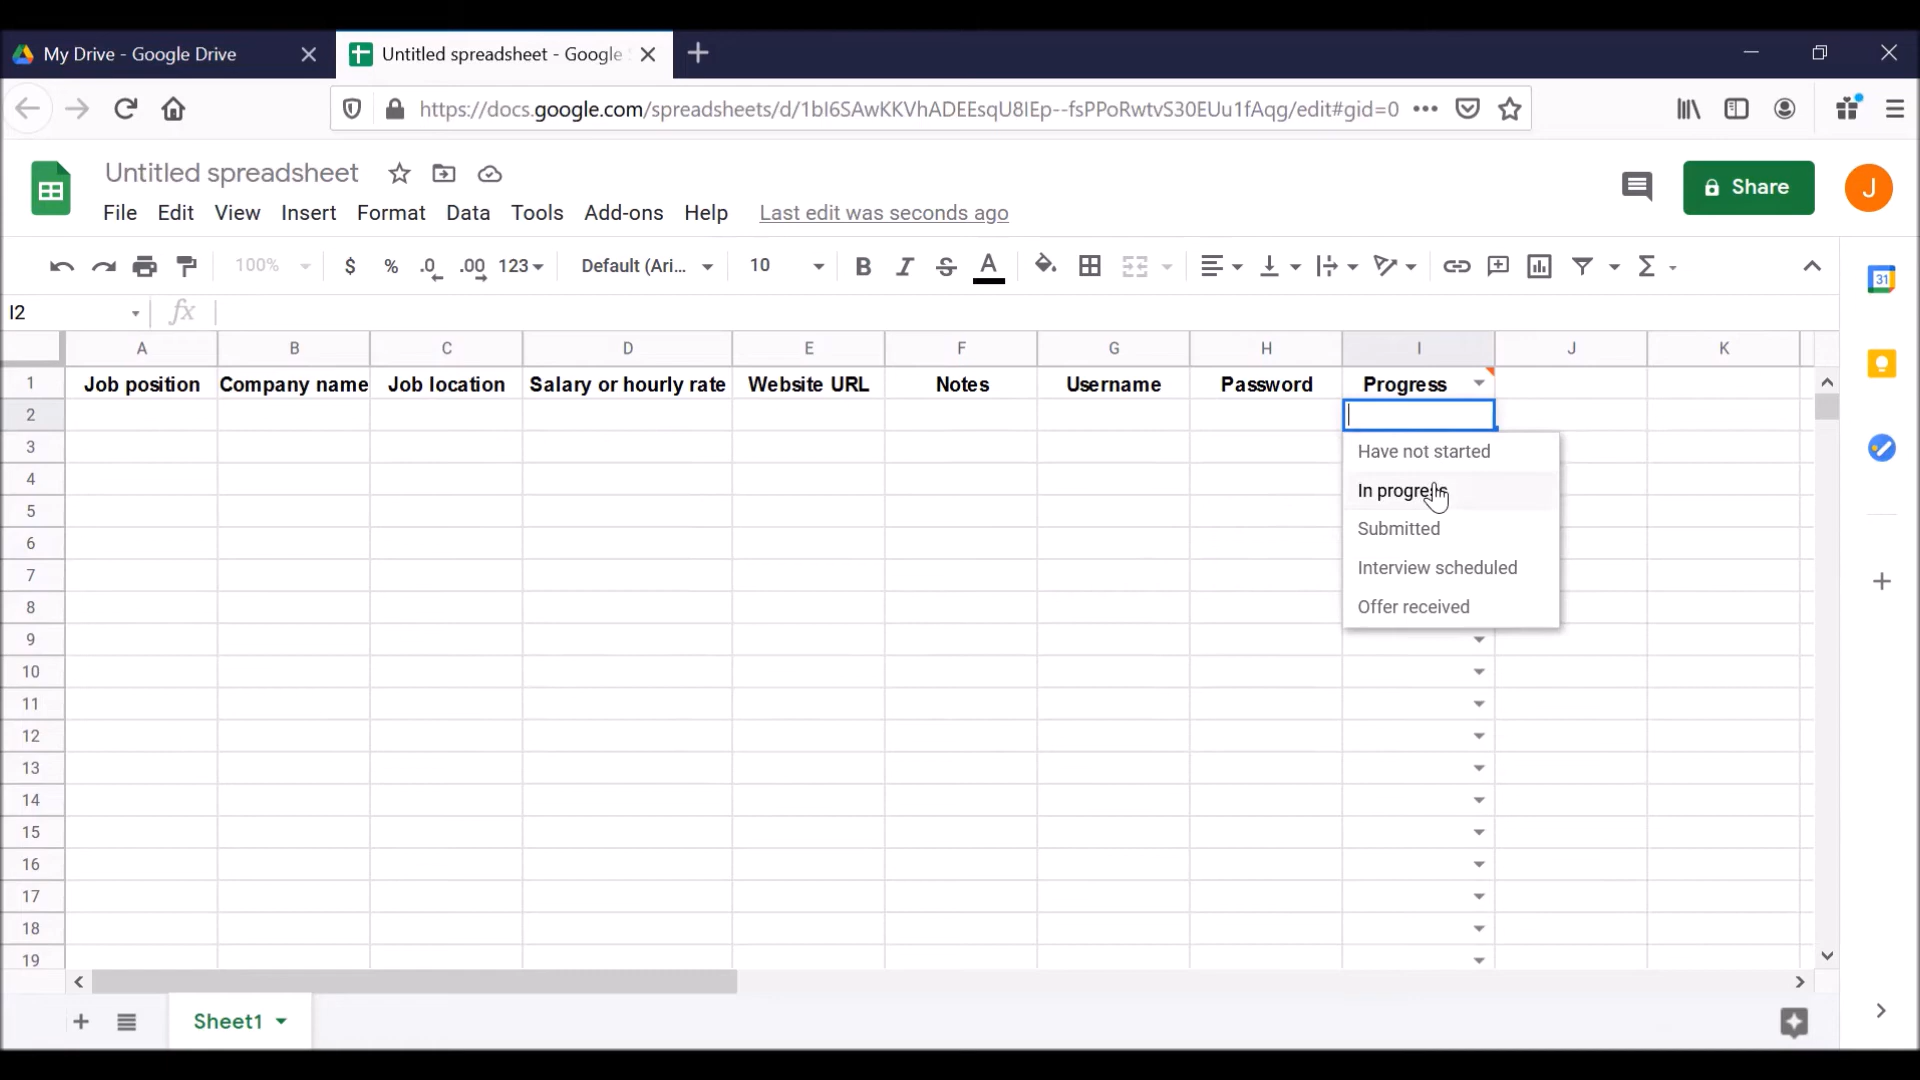 My Drive - Google Drive
Untitled spreadsheet - Google
https://docs.google.com/spreadsheets/d/1bI6SAwKKVhADEEsqU8IEp--fsPPoRwtvS30EUu1fAqg/edit#gid=0
Untitled spreadsheet
Share
J
File Edit View Insert Format Data Tools Add-ons Help Last edit was seconds ago
100% $ % .0 .00 123 Default (Ari... 10 B I S A
31
I2 fx
A B C D E F G H I J K
1 Job position Company name Job location Salary or hourly rate Website URL Notes Username Password Progress
2
3 Have not started
4 In progress
5
6 Submitted
7 Interview scheduled
8 Offer received
9
10
11
12
13
14
15
16
17
18
19
Sheet1